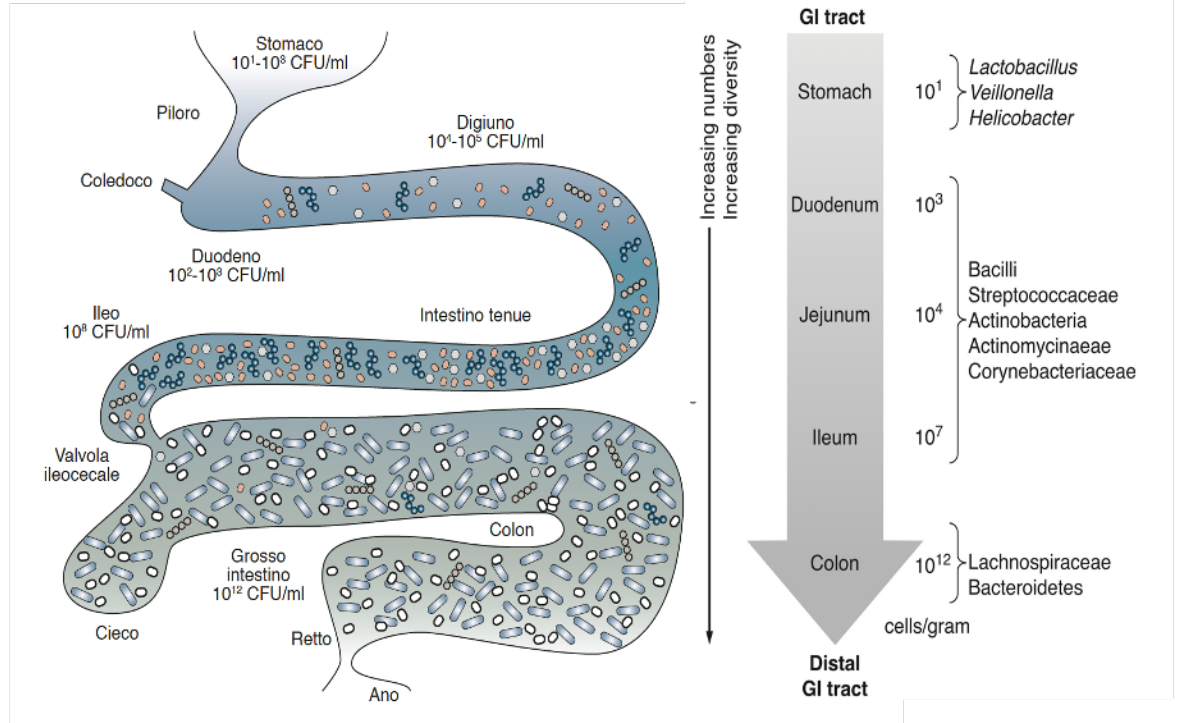 Stomaco
10¹-10⁸ CFU/ml
Piloro
Digiuno
10⁴-10⁵ CFU/ml
Coledoco
Duodeno
10²-10³ CFU/ml
Ileo
10⁸ CFU/ml
Intestino tenue
Valvola
ileocecale
Colon
Grosso
intestino
10¹² CFU/ml
Cieco
Retto
Ano
Increasing numbers
Increasing diversity
GI tract
Stomach 10¹
Lactobacillus
Veillonella
Helicobacter
Duodenum 10³
Jejunum 10⁴
Ileum 10⁷
Bacilli
Streptococcaceae
Actinobacteria
Actinomycinaeae
Corynebacteriaceae
Colon 10¹²
Lachnospiraceae
Bacteroidetes
cells/gram
Distal
GI tract